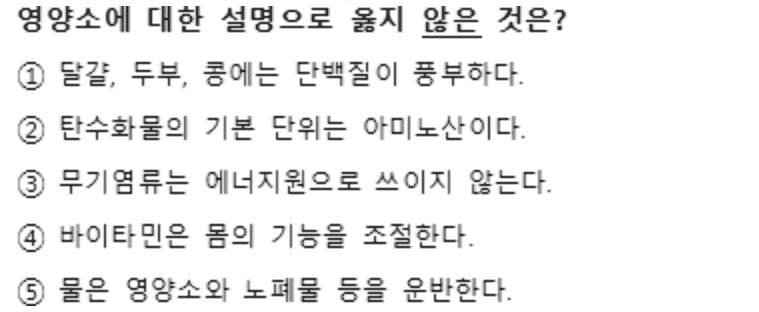 영양소에 대한 설명으로 옳지 않은 것은?
① 달걀, 두부, 콩에는 단백질이 풍부하다.
② 탄수화물의 기본 단위는 아미노산이다.
③ 무기염류는 에너지원으로 쓰이지 않는다.
④ 바이타민은 몸의 기능을 조절한다.
⑤ 물은 영양소와 노폐물 등을 운반한다.